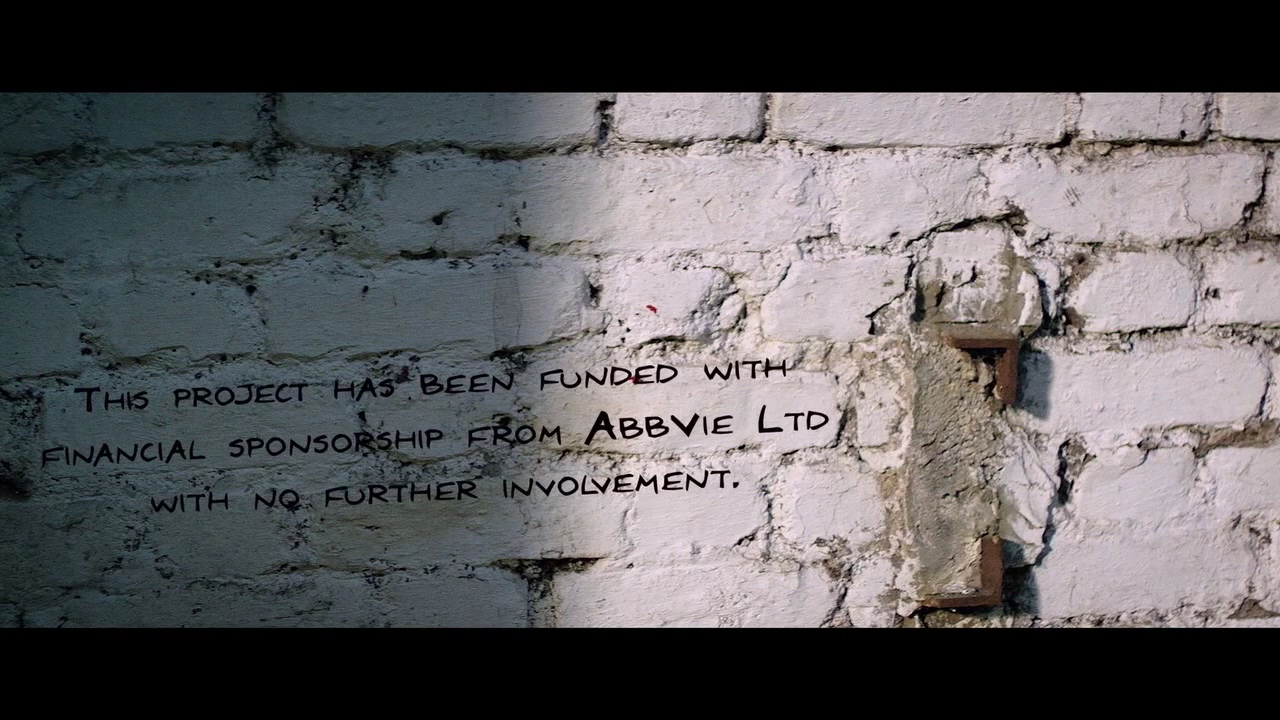 This project has been funded with
financial sponsorship from AbbVie Ltd
with no further involvement.